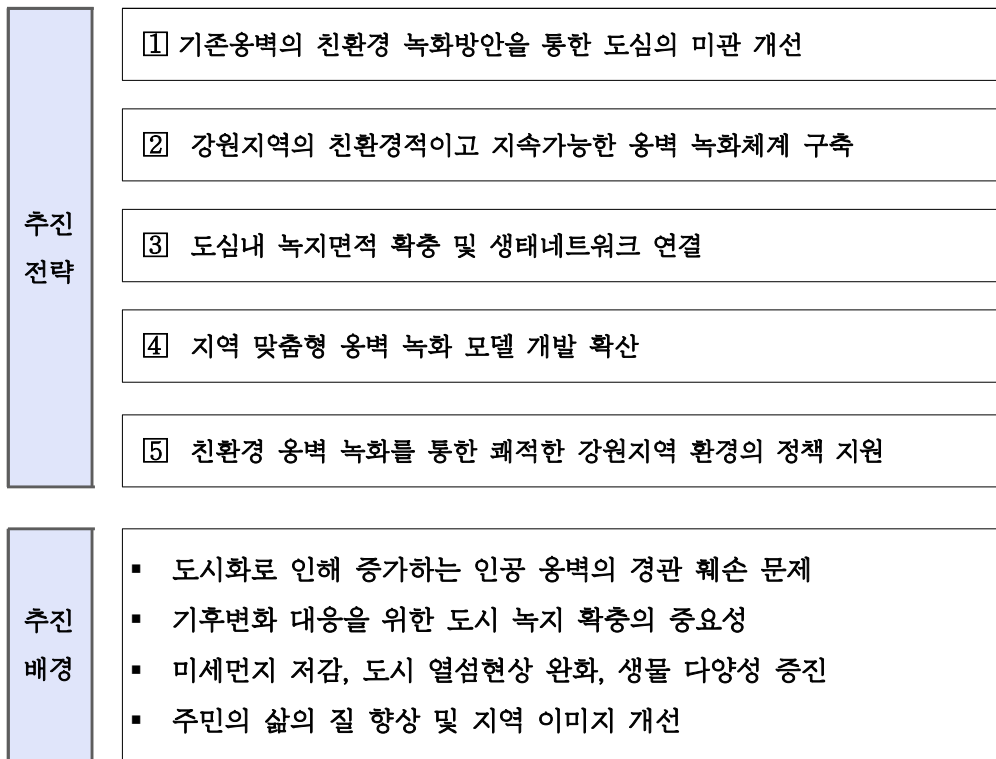 추진
전략
1 기존옹벽의 친환경 녹화방안을 통한 도심의 미관 개선
2 강원지역의 친환경적이고 지속가능한 옹벽 녹화체계 구축
3 도심내 녹지면적 확충 및 생태네트워크 연결
4 지역 맞춤형 옹벽 녹화 모델 개발 확산
5 친환경 옹벽 녹화를 통한 쾌적한 강원지역 환경의 정책 지원
추진
배경
▪ 도시화로 인해 증가하는 인공 옹벽의 경관 훼손 문제
▪ 기후변화 대응을 위한 도시 녹지 확충의 중요성
▪ 미세먼지 저감, 도시 열섬현상 완화, 생물 다양성 증진
▪ 주민의 삶의 질 향상 및 지역 이미지 개선